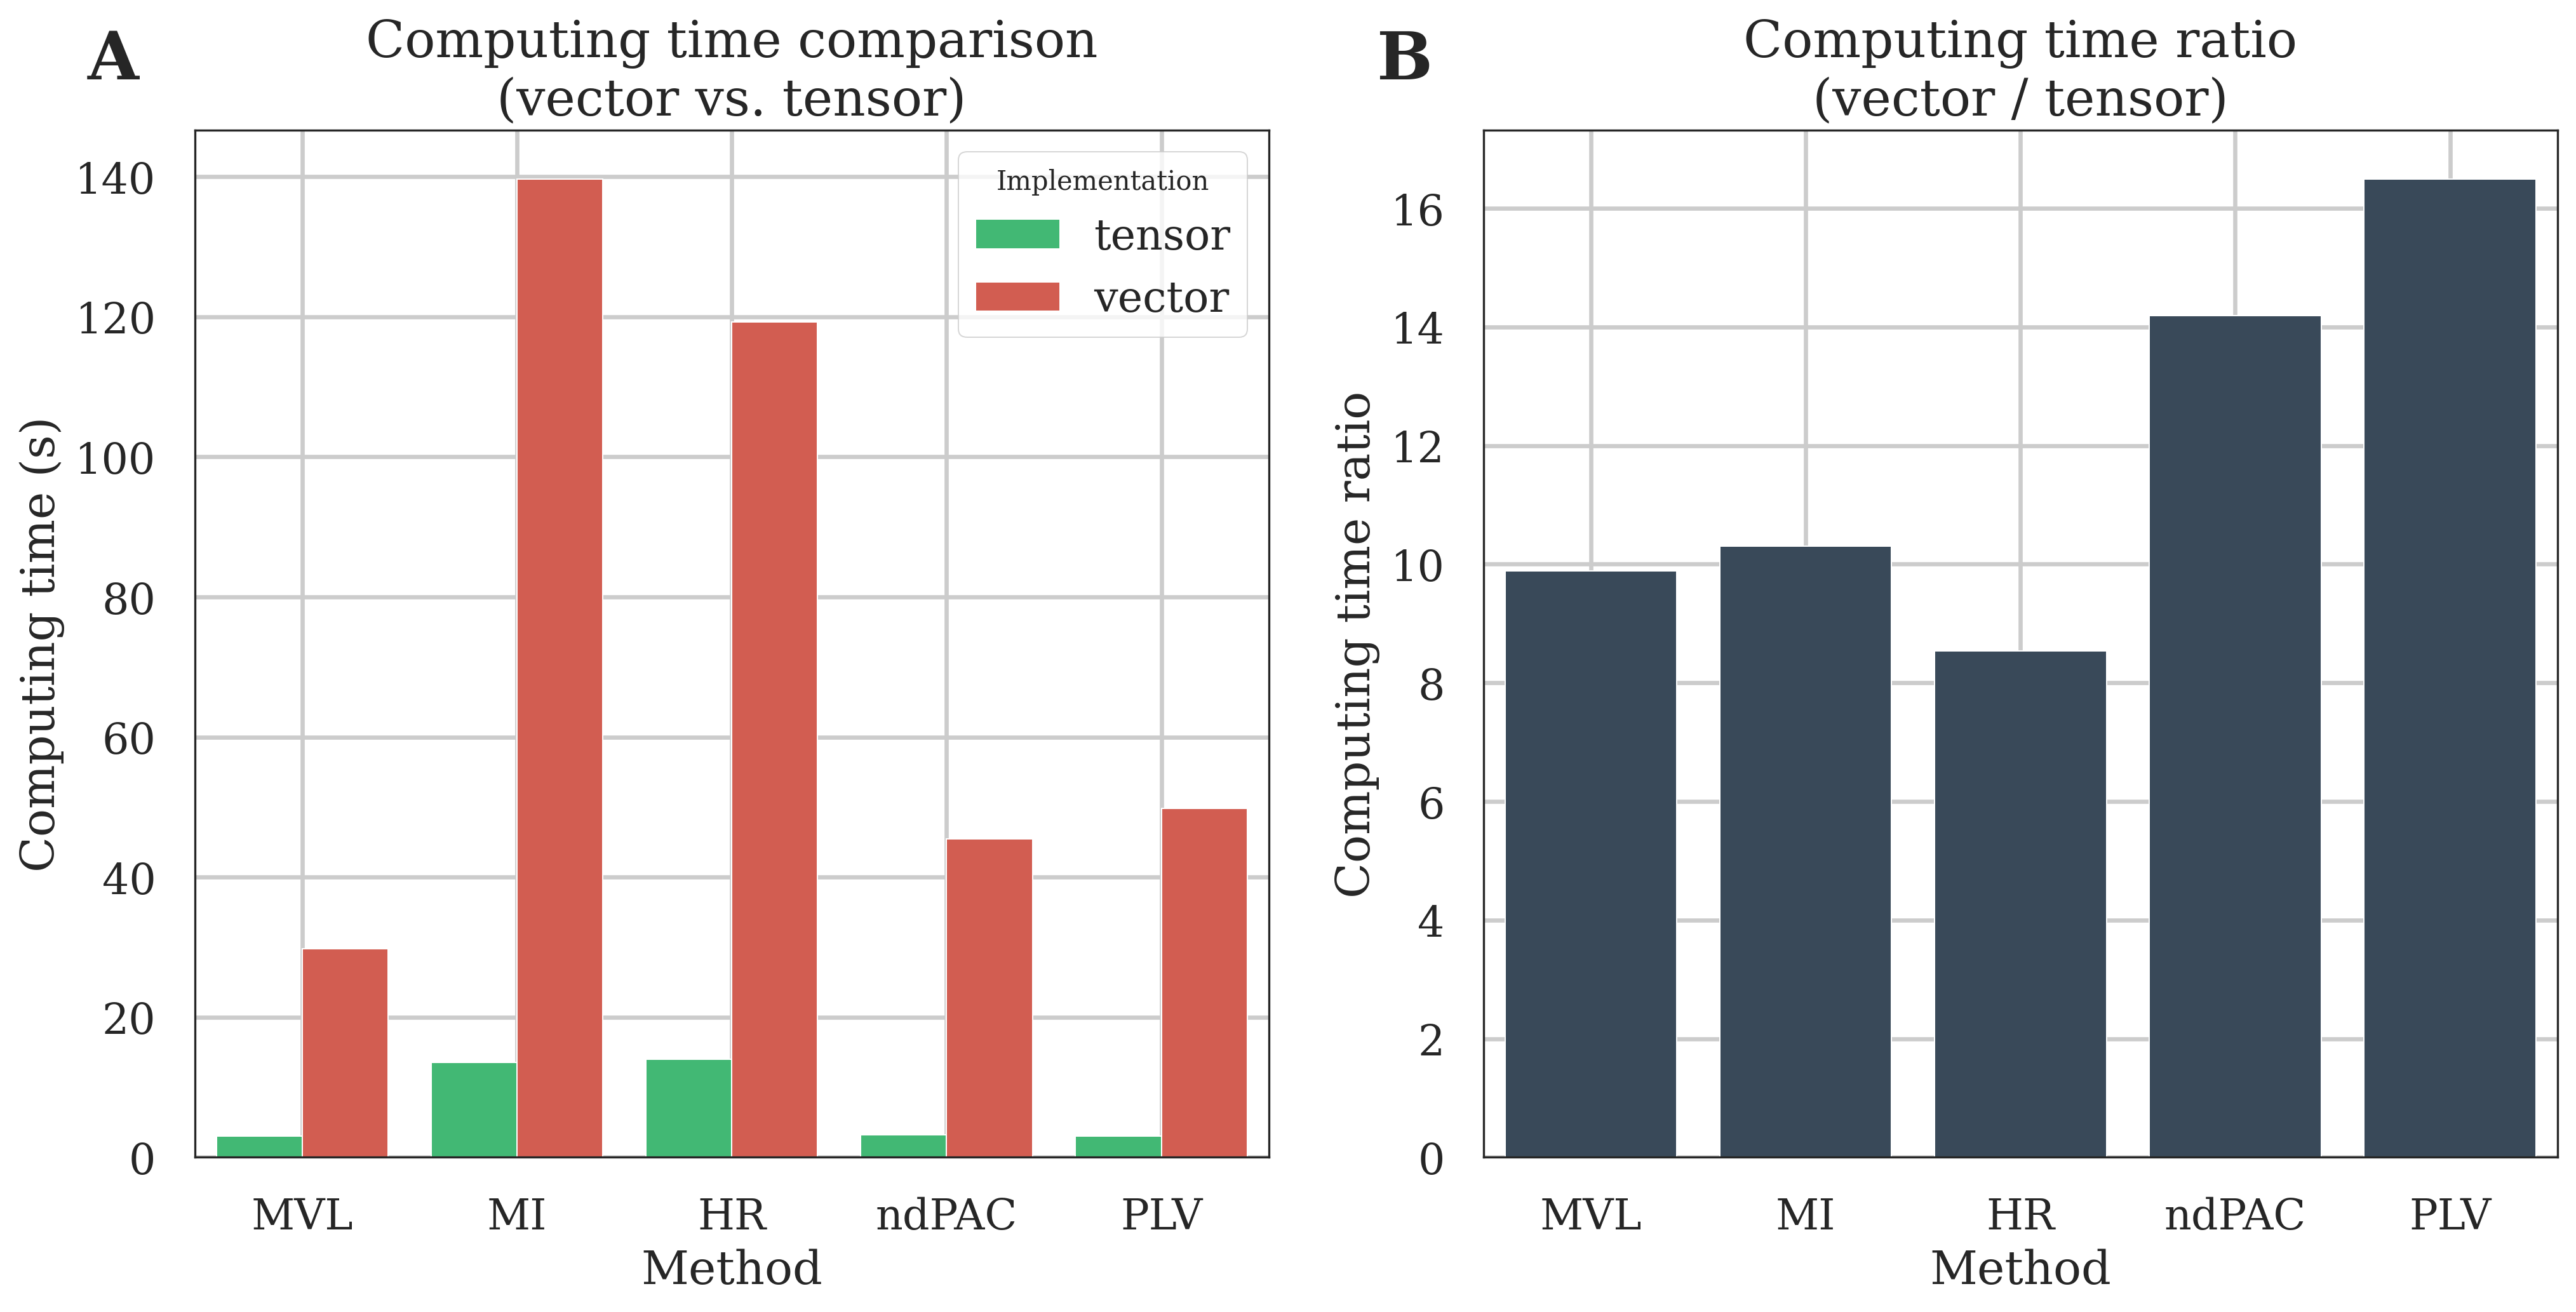 A
Computing time comparison
(vector vs. tensor)
Computing time (s)
140
120
100
80
60
40
20
0
Implementation
tensor
vector
MVL MI HR ndPAC PLV
Method
B
Computing time ratio
(vector / tensor)
Computing time ratio
16
14
12
10
8
6
4
2
0
MVL MI HR ndPAC PLV
Method